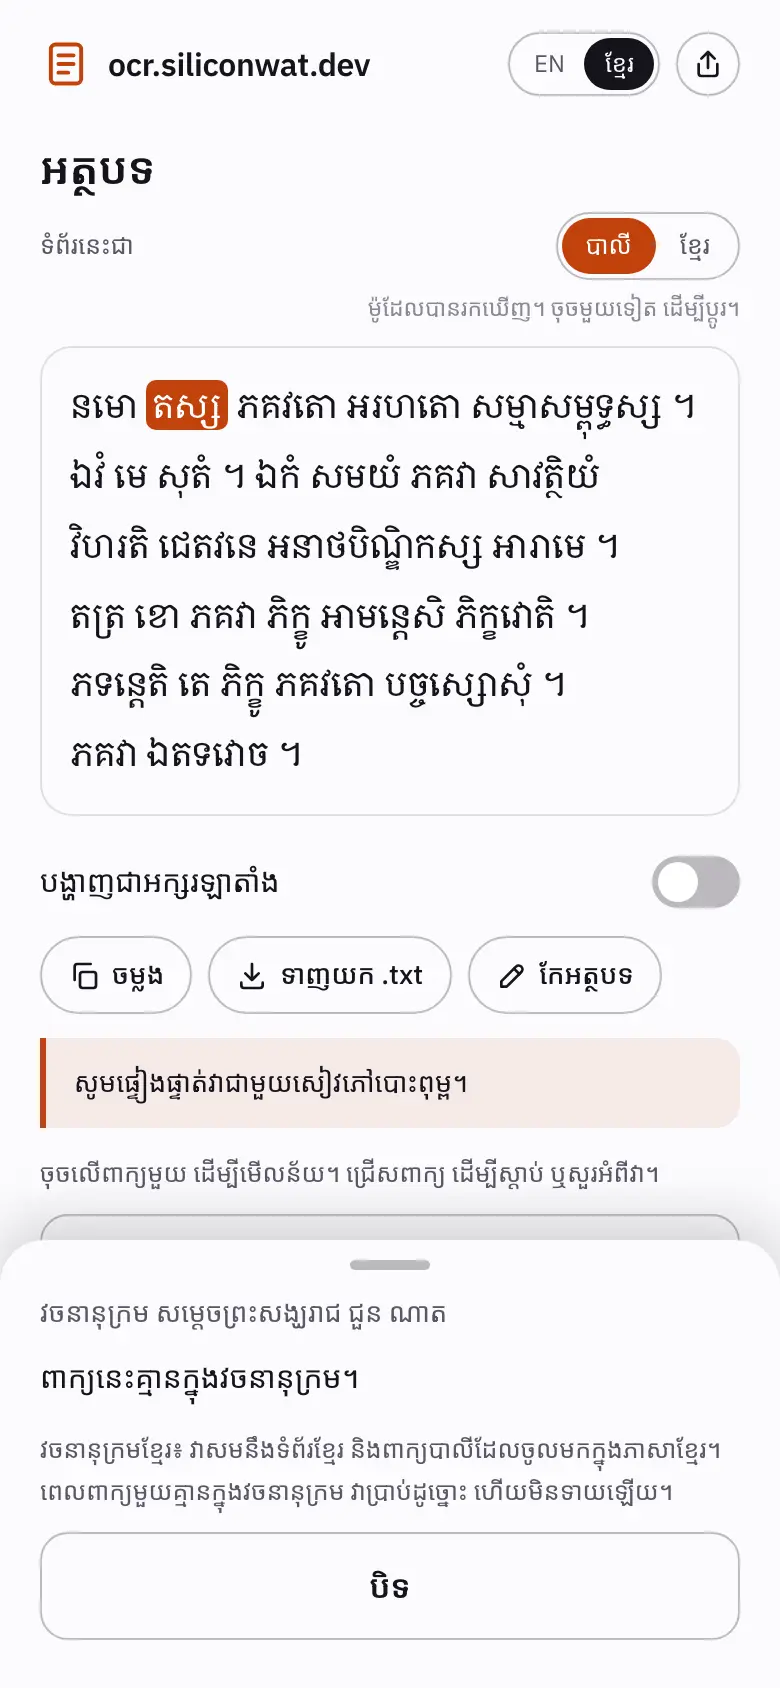 ocr.siliconwat.dev
EN ខ្មែរ
អត្ថបទ
ទំព័រនេះជា
បាលី ខ្មែរ
ម៉ូដែលបានរកឃើញ។ ចុចមួយទៀត ដើម្បីប្ដូរ។
នមោ តស្ស ភគវតោ អរហតោ សម្មាសម្ពុទ្ធស្ស ។
ឯវំ មេ សុតំ ។ ឯកំ សមយំ ភគវា សាវត្ថិយំ
វិហរតិ ជេតវនេ អនាថបិណ្ឌិកស្ស អារាមេ ។
តត្រ ខោ ភគវា ភិក្ខូ អាមន្តេសិ ភិក្ខវោតិ ។
ភទន្តេតិ តេ ភិក្ខូ ភគវតោ បច្ចស្សោសុំ ។
ភគវា ឯតទវោច ។
បង្ហាញជាអក្សរឡាតាំង
ចម្លង
ទាញយក .txt
កែអត្ថបទ
សូមផ្ទៀងផ្ទាត់វាជាមួយសៀវភៅបោះពុម្ព។
ចុចលើពាក្យមួយ ដើម្បីមើលន័យ។ ជ្រើសពាក្យ ដើម្បីស្ដាប់ ឬសួរអំពីវា។
វចនានុក្រម សម្ដេចព្រះសង្ឃរាជ ជួន ណាត
ពាក្យនេះគ្មានក្នុងវចនានុក្រម។
វចនានុក្រមខ្មែរ៖ វាសមនឹងទំព័រខ្មែរ និងពាក្យបាលីដែលចូលមកក្នុងភាសាខ្មែរ។
ពេលពាក្យមួយគ្មានក្នុងវចនានុក្រម វាប្រាប់ដូច្នោះ ហើយមិនទាយឡើយ។
បិទ